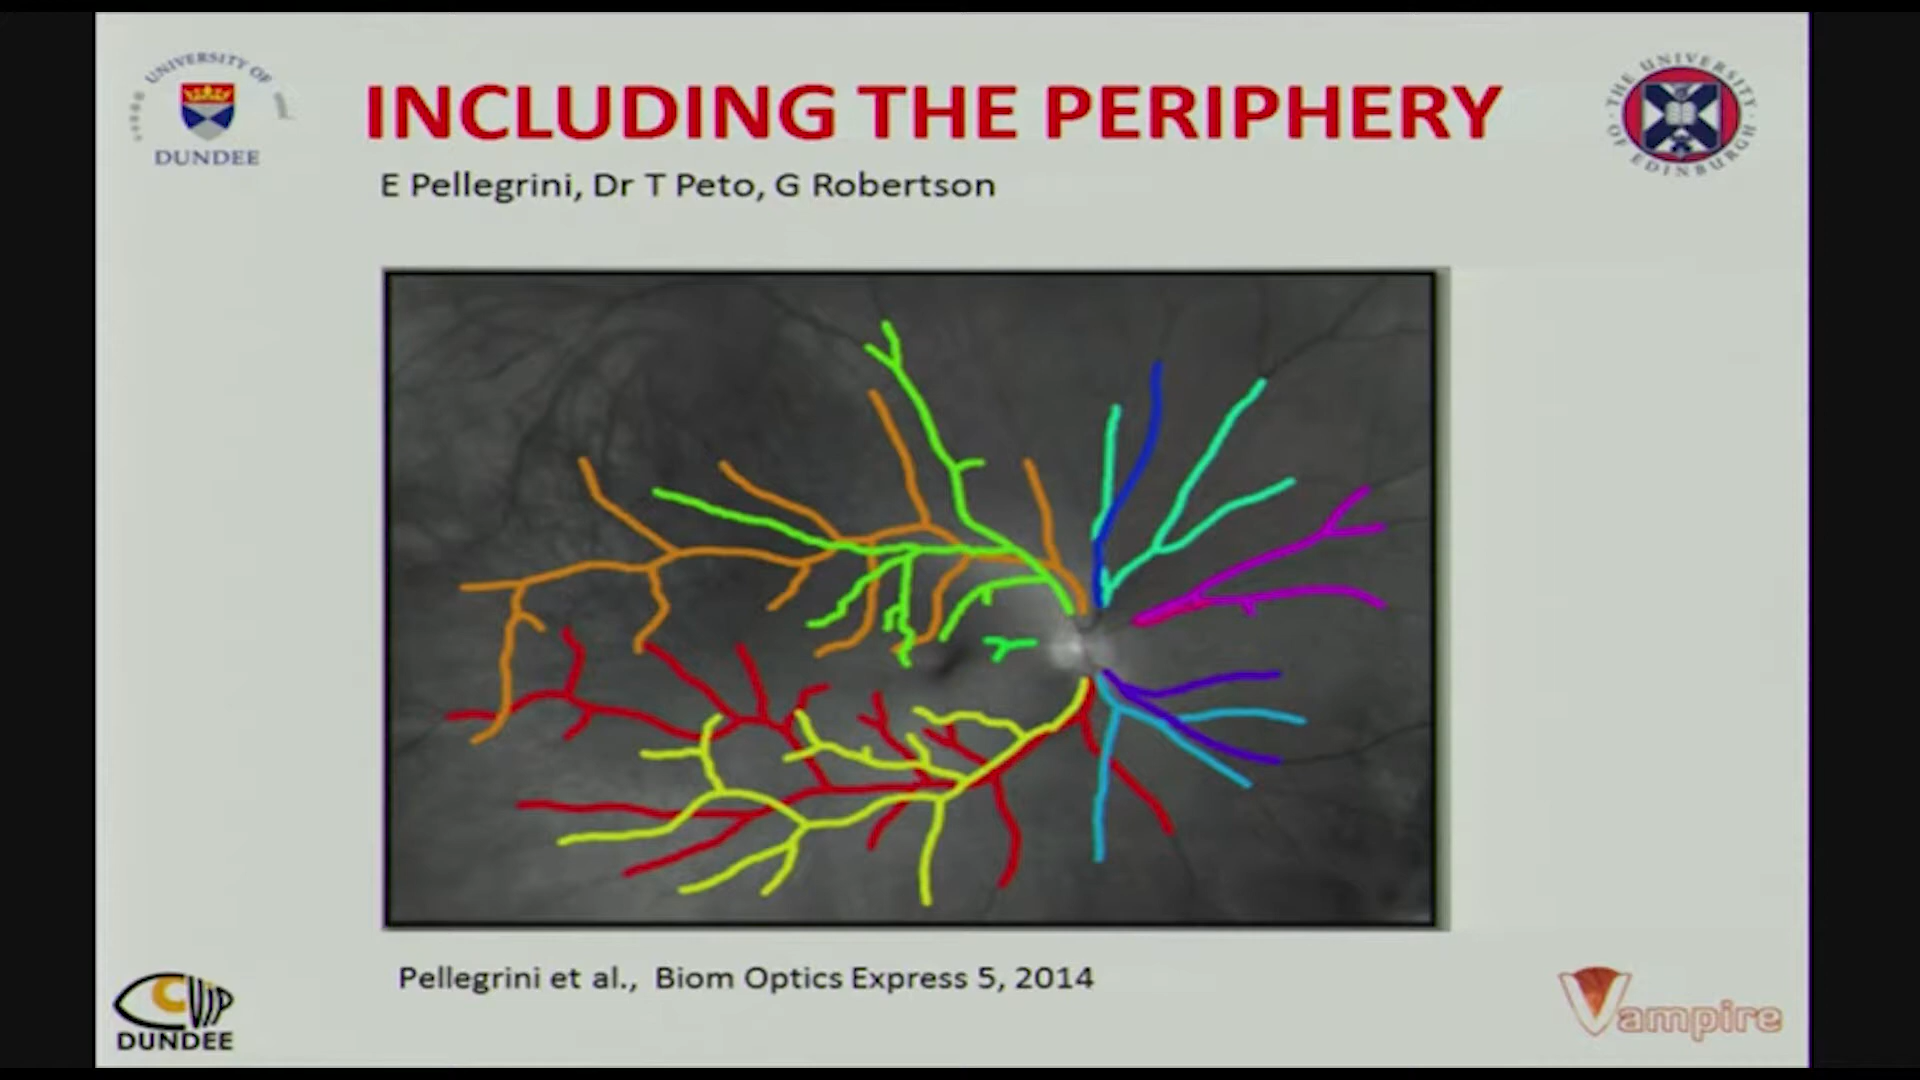 UNIVERSITY OF
DUNDEE
INCLUDING THE PERIPHERY
THE UNIVERSITY OF EDINBURGH
E Pellegrini, Dr T Peto, G Robertson
Pellegrini et al., Biom Optics Express 5, 2014
CVIP
DUNDEE
Vampire